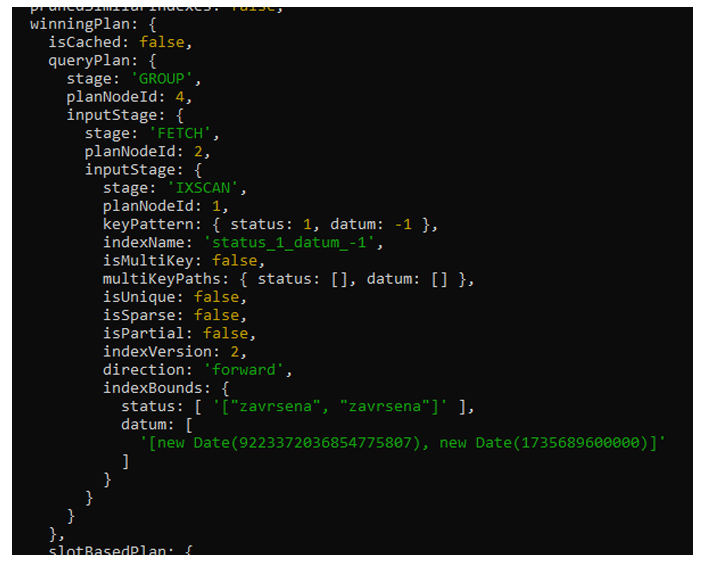 prunedSimilarIndexes: false,
winningPlan: {
isCached: false,
queryPlan: {
stage: 'GROUP',
planNodeId: 4,
inputStage: {
stage: 'FETCH',
planNodeId: 2,
inputStage: {
stage: 'IXSCAN',
planNodeId: 1,
keyPattern: { status: 1, datum: -1 },
indexName: 'status_1_datum_-1',
isMultiKey: false,
multiKeyPaths: { status: [], datum: [] },
isUnique: false,
isSparse: false,
isPartial: false,
indexVersion: 2,
direction: 'forward',
indexBounds: {
status: [ '["zavrsena", "zavrsena"]' ],
datum: [
'[new Date(9223372036854775807), new Date(1735689600000)]'
]
}
}
}
},
slotBasedPlan: {